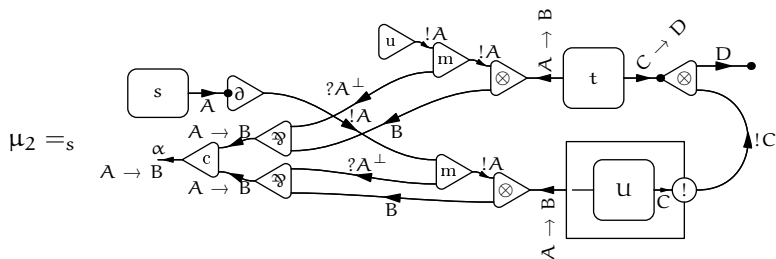 A → B
u
!A
m
!A
⊗
t
C → D
⊗
D
s
A
∂
?A⊥
!A
B
μ₂ =ₛ
α
A → B
c
A → B
⅋
A → B
⅋
?A⊥
m
!A
⊗
B
A → B
U
C
!
!C